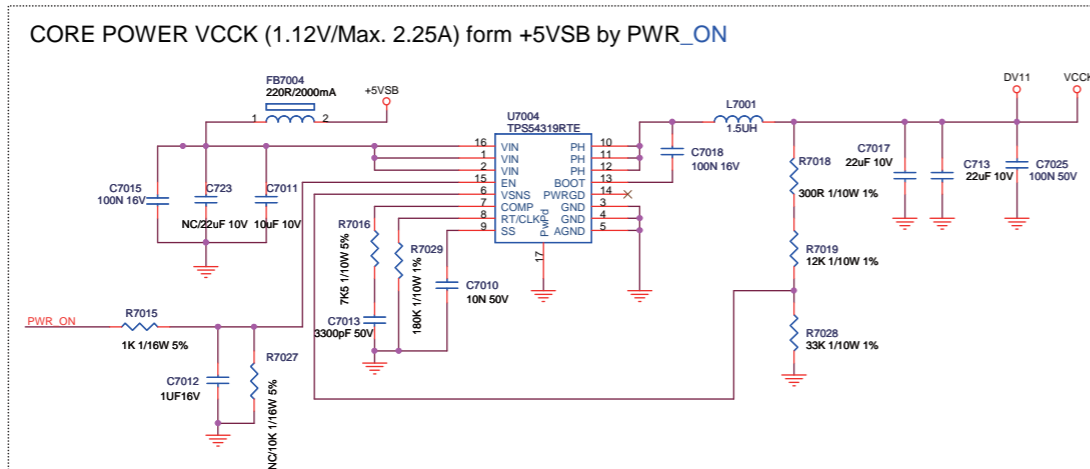 CORE POWER VCCK (1.12V/Max. 2.25A) form +5VSB by PWR_ON
FB7004
220R/2000mA
1
2
+5VSB
DV11
VCCK
U7004
TPS54319RTE
L7001
1.5UH
16 VIN
1 VIN
2 VIN
15 EN
6 VSNS
7 COMP
8 RT/CLK
9 SS
PH 10
PH 11
PH 12
BOOT 13
PWRGD 14
GND 3
GND 4
AGND 5
PwPd
17
C7018
100N 16V
R7018
300R 1/10W 1%
C7017
22uF 10V
C713
22uF 10V
C7025
100N 50V
C7015
100N 16V
C723
NC/22uF 10V
C7011
10uF 10V
R7016
7K5 1/10W 5%
R7029
180K 1/10W 1%
R7019
12K 1/10W 1%
C7010
10N 50V
C7013
3300pF 50V
R7028
33K 1/10W 1%
PWR_ON
R7015
1K 1/16W 5%
R7027
NC/10K 1/16W 5%
C7012
1UF16V